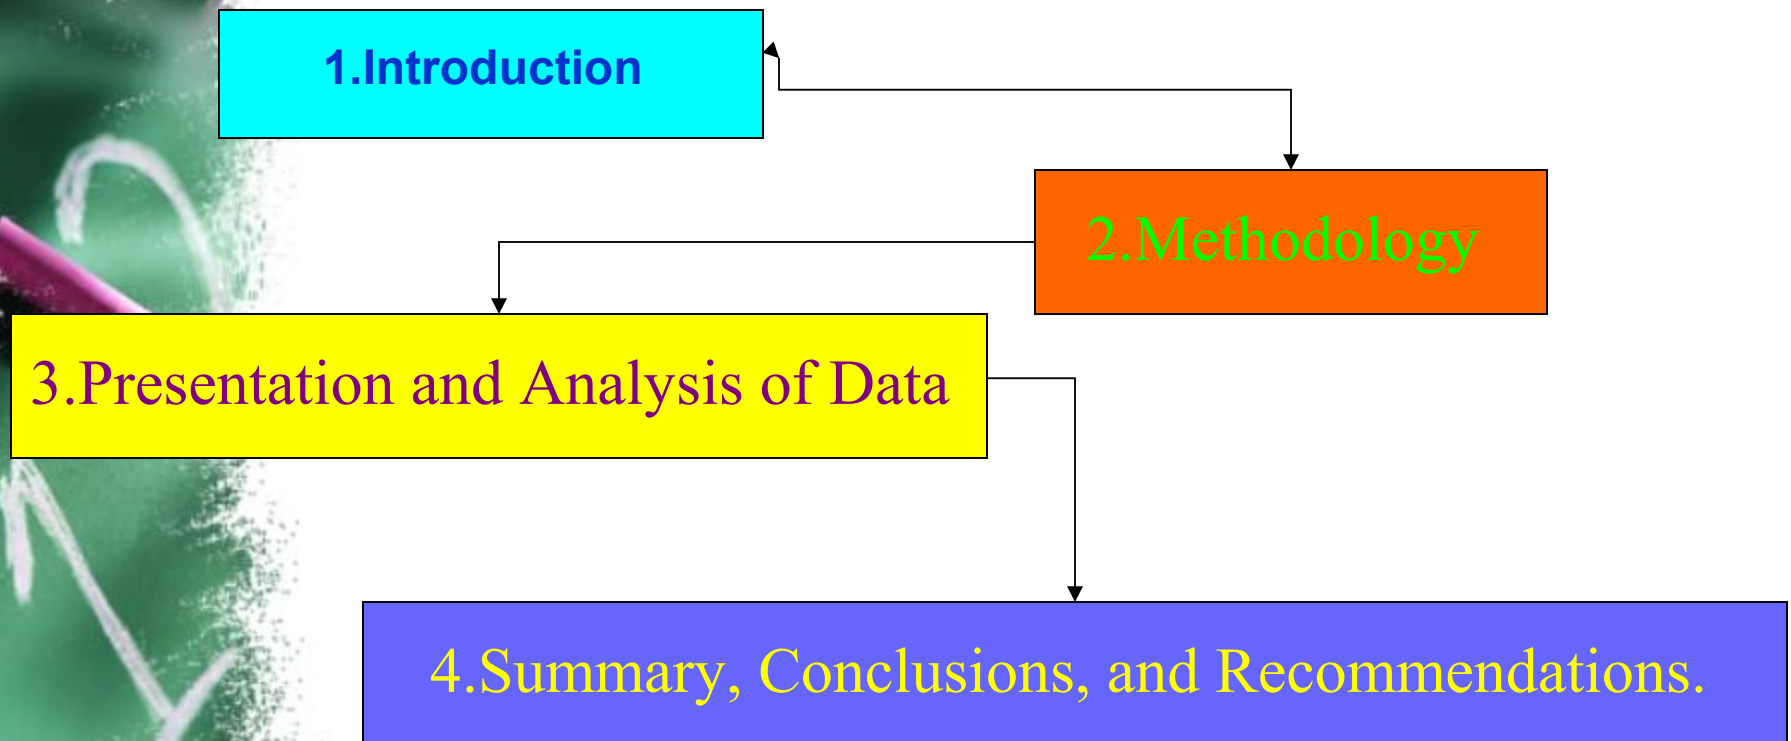 1.Introduction
2.Methodology
3.Presentation and Analysis of Data
4.Summary, Conclusions, and Recommendations.